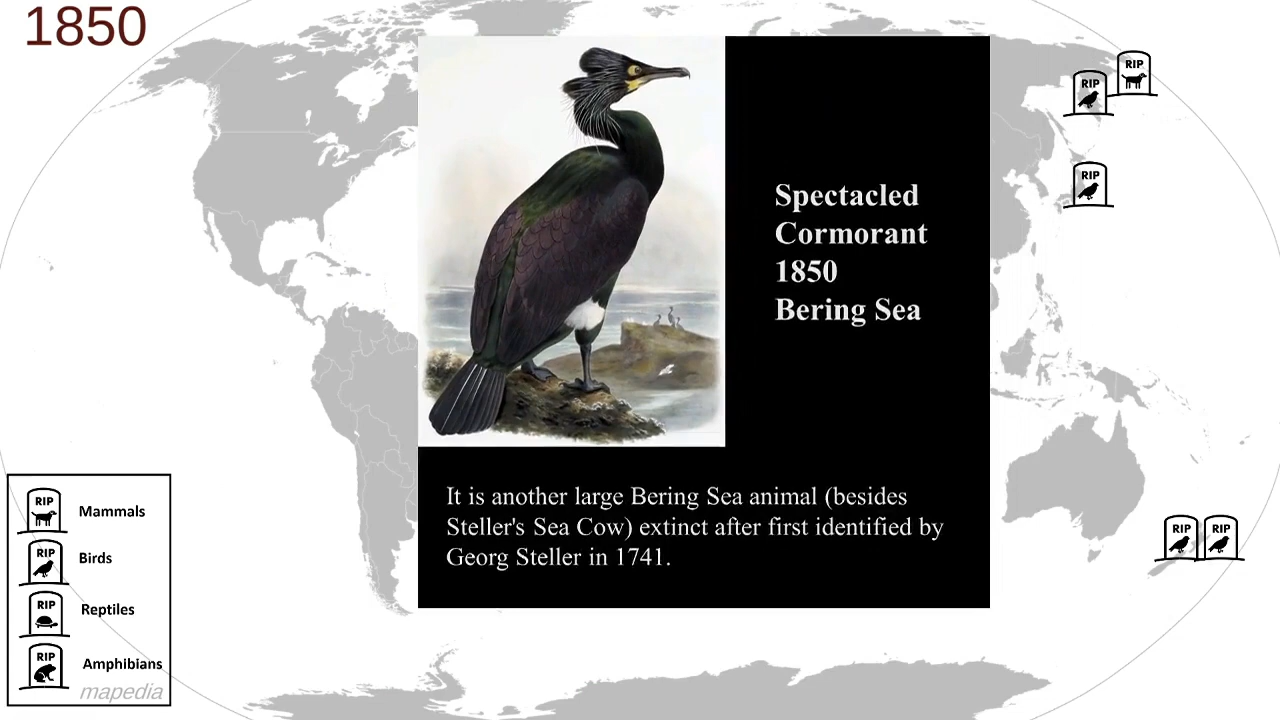 1850
RIP
RIP
RIP
Spectacled
Cormorant
1850
Bering Sea
It is another large Bering Sea animal (besides
Steller's Sea Cow) extinct after first identified by
Georg Steller in 1741.
RIP
RIP
RIP
Mammals
RIP
Birds
RIP
Reptiles
RIP
Amphibians
mapedia